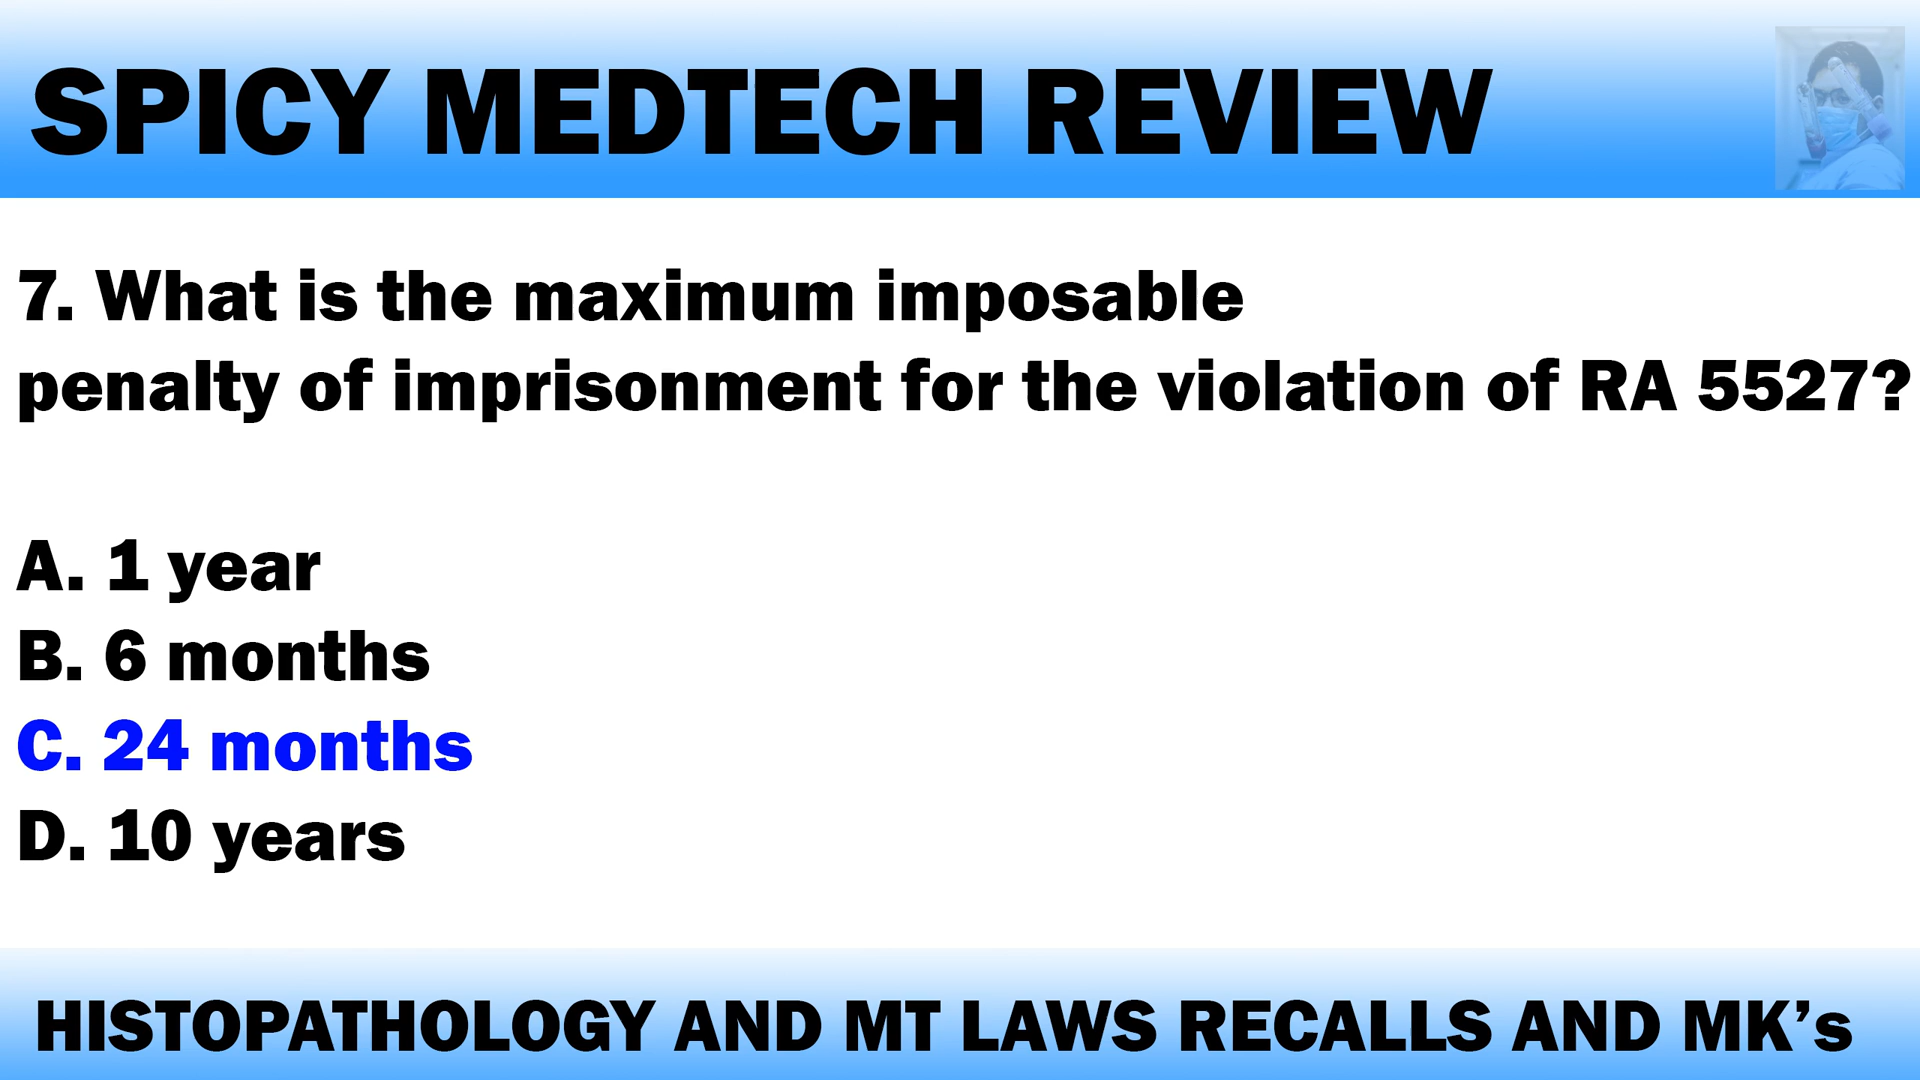 SPICY MEDTECH REVIEW
7. What is the maximum imposable
penalty of imprisonment for the violation of RA 5527?
A. 1 year
B. 6 months
C. 24 months
D. 10 years
HISTOPATHOLOGY AND MT LAWS RECALLS AND MK’s